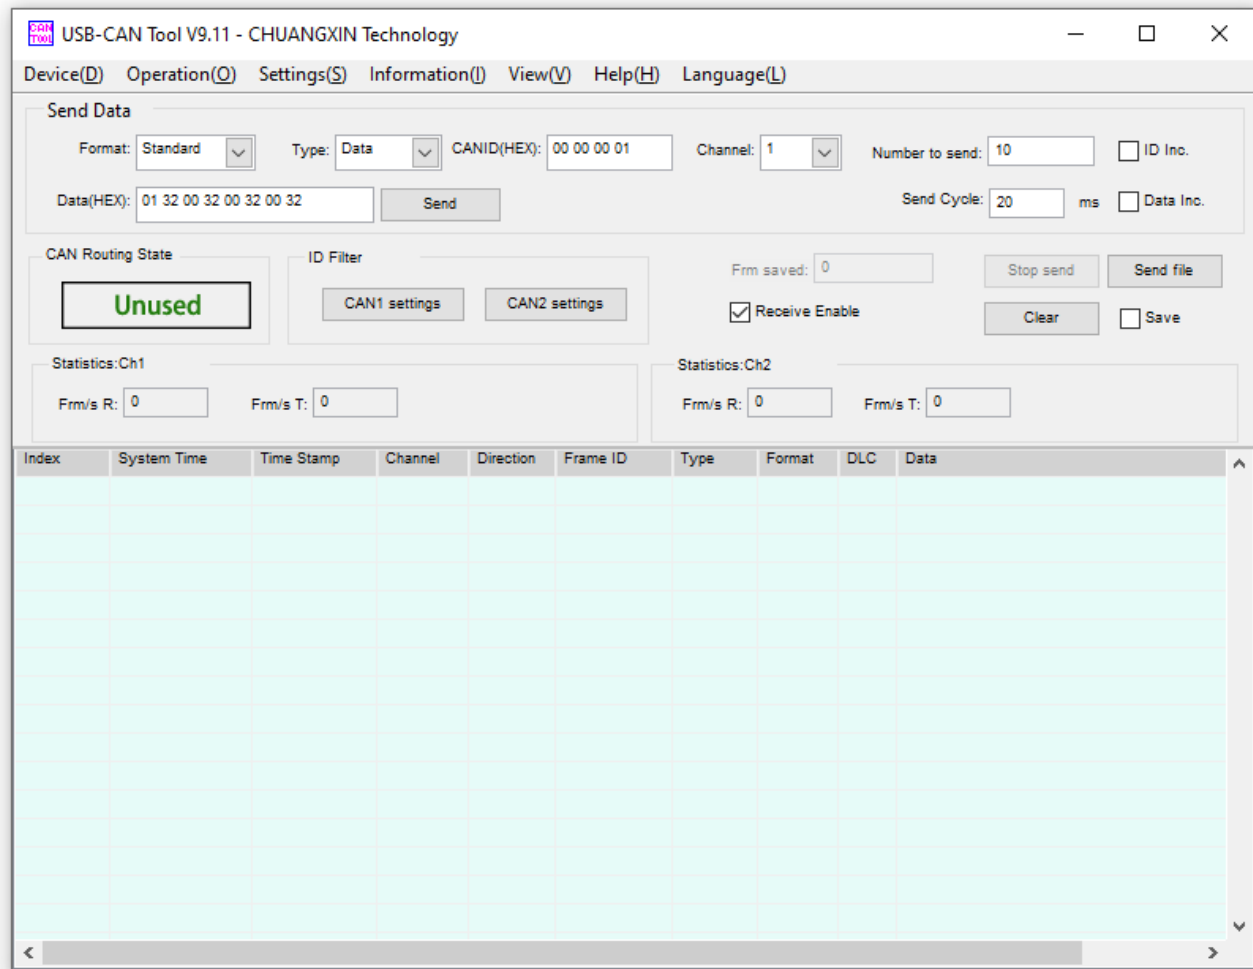 CAN TOOL USB-CAN Tool V9.11 - CHUANGXIN Technology
Device(D) Operation(O) Settings(S) Information(I) View(V) Help(H) Language(L)
Send Data
Format: Standard Type: Data CANID(HEX): 00 00 00 01 Channel: 1 Number to send: 10 ID Inc.
Data(HEX): 01 32 00 32 00 32 00 32 Send Send Cycle: 20 ms Data Inc.
CAN Routing State ID Filter
Frm saved: 0 Stop send Send file
Unused CAN1 settings CAN2 settings Receive Enable Clear Save
Statistics:Ch1 Statistics:Ch2
Frm/s R: 0 Frm/s T: 0 Frm/s R: 0 Frm/s T: 0
Index System Time Time Stamp Channel Direction Frame ID Type Format DLC Data